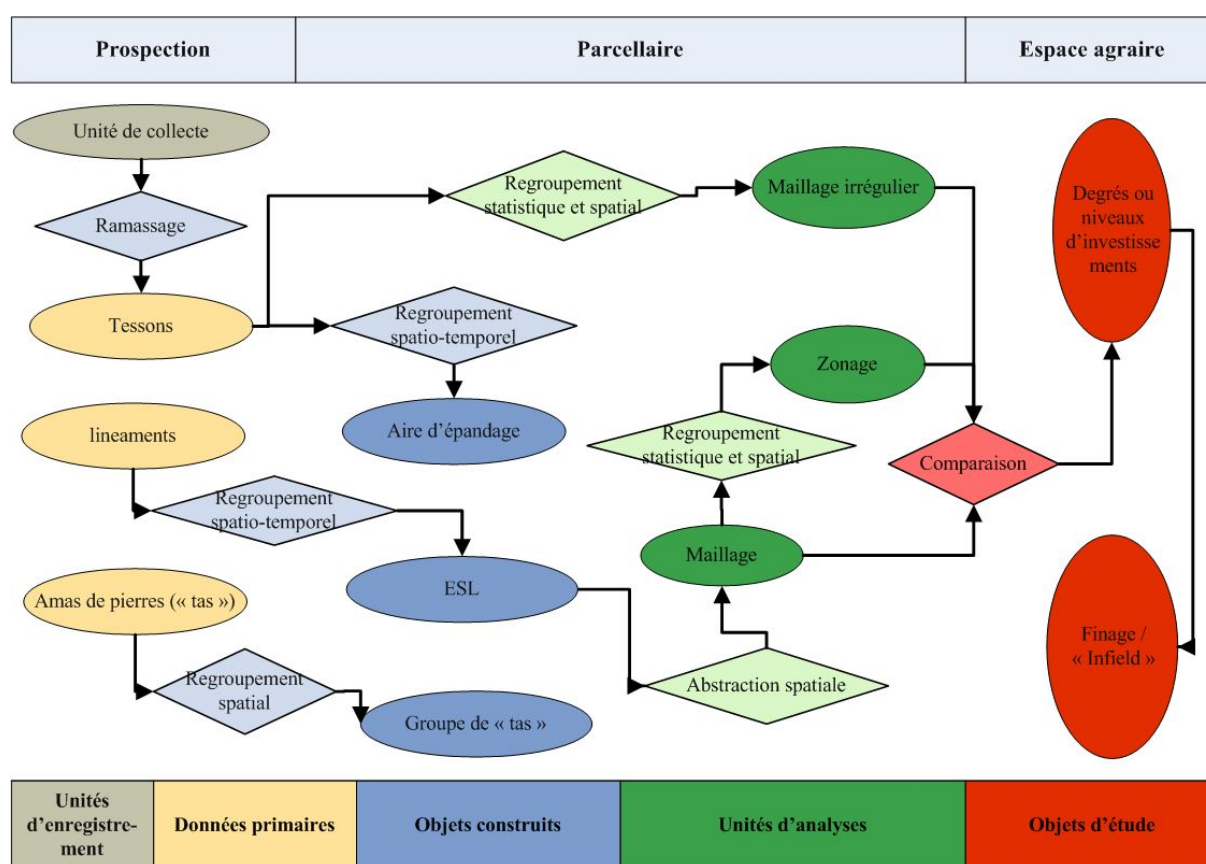 Prospection
Parcellaire
Espace agraire
Unité de collecte
Ramassage
Tessons
Regroupement
statistique et spatial
Maillage irrégulier
Degrés ou
niveaux
d’investisse
ments
Regroupement
spatio-temporel
Aire d’épandage
Zonage
lineaments
Regroupement
statistique et spatial
Comparaison
Regroupement
spatio-temporel
Maillage
ESL
Amas de pierres (« tas »)
Finage /
« Infield »
Regroupement
spatial
Abstraction spatiale
Groupe de « tas »
Unités
d’enregistre-
ment
Données primaires
Objets construits
Unités d’analyses
Objets d’étude